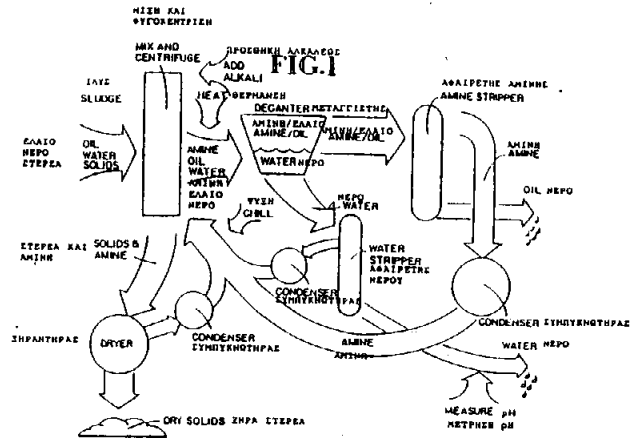 ΜΙΞΗ ΚΑΙ
ΦΥΓΟΚΕΝΤΡΙΣΗ
MIX AND
CENTRIFUGE
ΠΡΟΣΘΗΚΗ ΑΛΚΑΛΕΟΣ
ADD
ALKALI
FIG.1
HEAT ΘΕΡΜΑΝΣΗ
ΙΛΥΣ
SLUDGE
DECANTER ΜΕΤΑΓΓΙΣΤΗΣ
ΑΜΙΝΗ/ΕΛΑΙΟ
AMINE/OIL
WATER ΝΕΡΟ
ΑΜΙΝΗ/ΕΛΑΙΟ
AMINE/OIL
ΑΦΑΙΡΕΤΗΣ ΑΜΙΝΗΣ
AMINE STRIPPER
ΑΜΙΝΗ
AMINE
OIL ΝΕΡΟ
ΕΛΑΙΟ
ΝΕΡΟ
ΣΤΕΡΕΑ
OIL
WATER
SOLIDS
AMINE
OIL
WATER
ΑΜΙΝΗ
ΕΛΑΙΟ
ΝΕΡΟ
ΨΥΞΗ
CHILL
ΝΕΡΟ
WATER
WATER
STRIPPER
ΑΦΑΙΡΕΤΗΣ
ΝΕΡΟΥ
ΣΤΕΡΕΑ ΚΑΙ
ΑΜΙΝΗ
SOLIDS &
AMINE
CONDENSER
ΣΥΜΠΥΚΝΩΤΗΡΑΣ
CONDENSER
ΣΥΜΠΥΚΝΩΤΗΡΑΣ
CONDENSER ΣΥΜΠΥΚΝΩΤΗΡΑΣ
ΞΗΡΑΝΤΗΡΑΣ
DRYER
AMINE
ΑΜΙΝΗ
WATER ΝΕΡΟ
MEASURE pH
ΜΕΤΡΗΣΗ pH
DRY SOLIDS ΞΗΡΑ ΣΤΕΡΕΑ